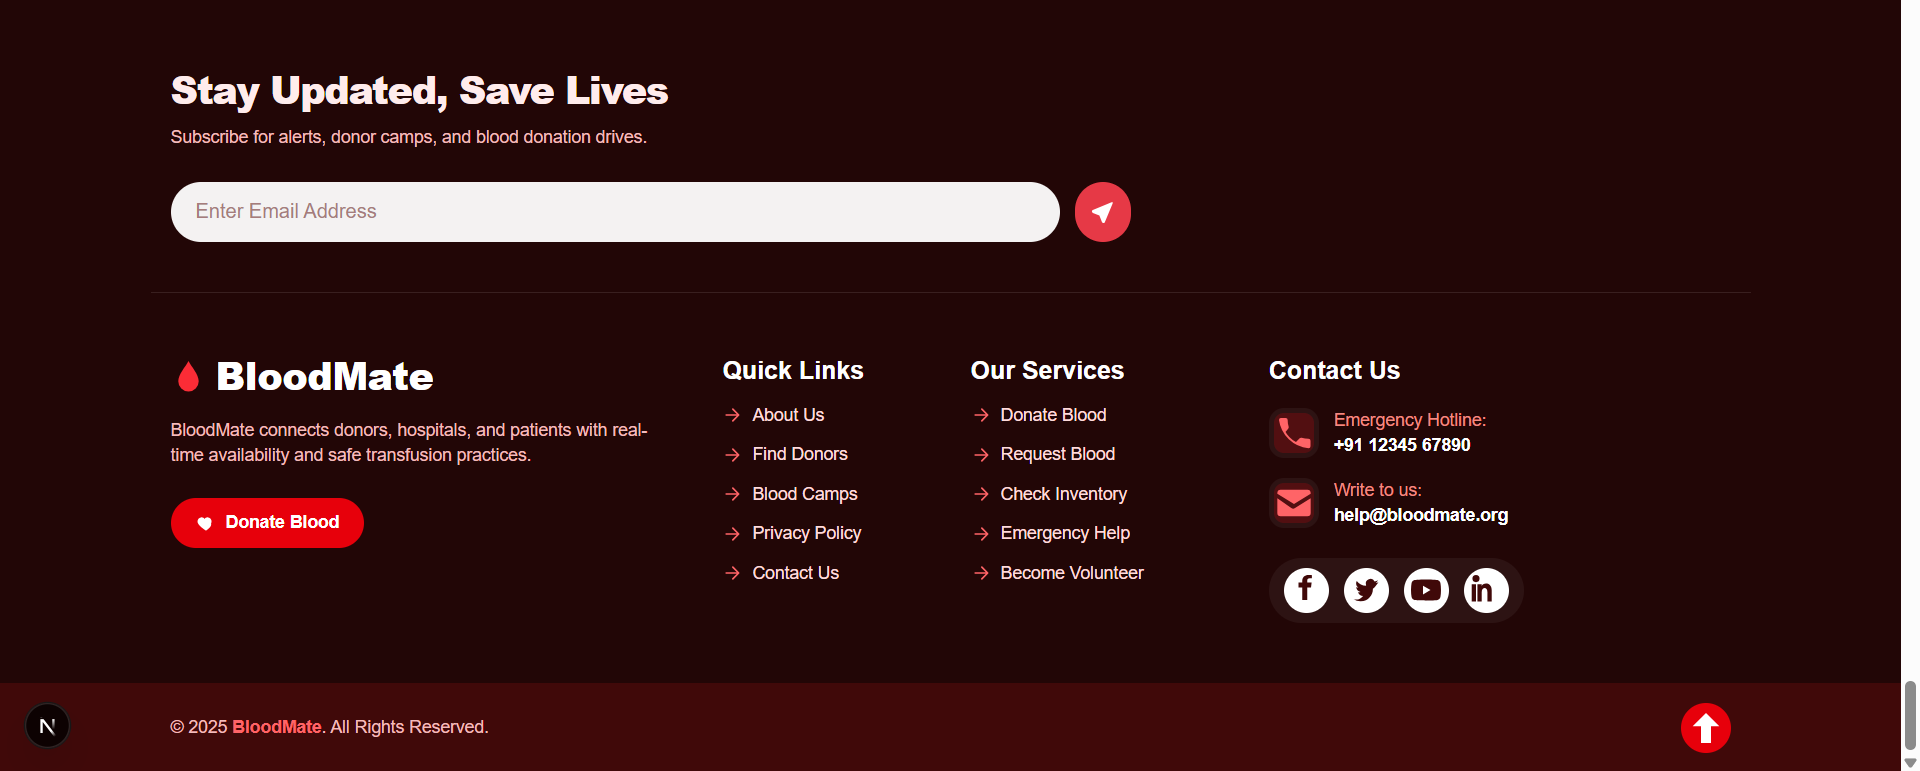 Stay Updated, Save Lives
Subscribe for alerts, donor camps, and blood donation drives.
Enter Email Address
BloodMate
BloodMate connects donors, hospitals, and patients with real-
time availability and safe transfusion practices.
Donate Blood
Quick Links
About Us
Find Donors
Blood Camps
Privacy Policy
Contact Us
Our Services
Donate Blood
Request Blood
Check Inventory
Emergency Help
Become Volunteer
Contact Us
Emergency Hotline:
+91 12345 67890
Write to us:
help@bloodmate.org
f
in
N
© 2025 BloodMate. All Rights Reserved.